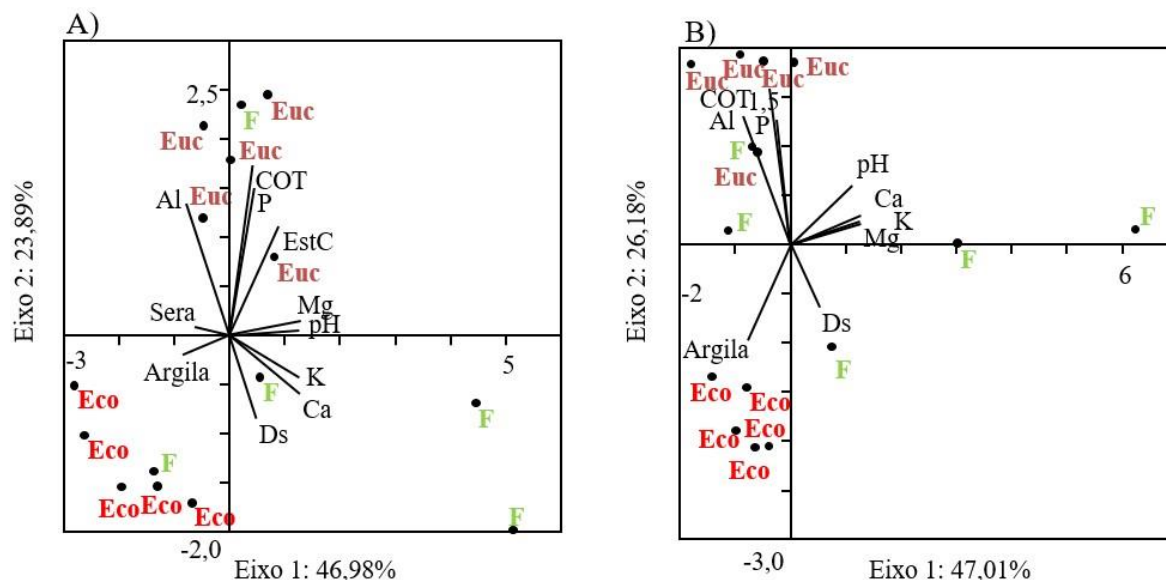 A)
2,5
Euc
F
Euc
Euc
Al
Euc
COT
P
EstC
Euc
Sera
Mg
pH
-3
5
Argila
K
F
Ca
Eco
F
Ds
Eco
F
Eco
Eco
Eco
F
-2,0
Eixo 1: 46,98%
Eixo 2: 23,89%
B)
Euc
Euc
Euc
Euc
COT
1,5
Al
P
F
Euc
pH
Ca
K
Mg
F
F
F
-2
6
Ds
Argila
F
Eco
Eco
Eco
Eco
Eco
-3,0
Eixo 1: 47,01%
Eixo 2: 26,18%